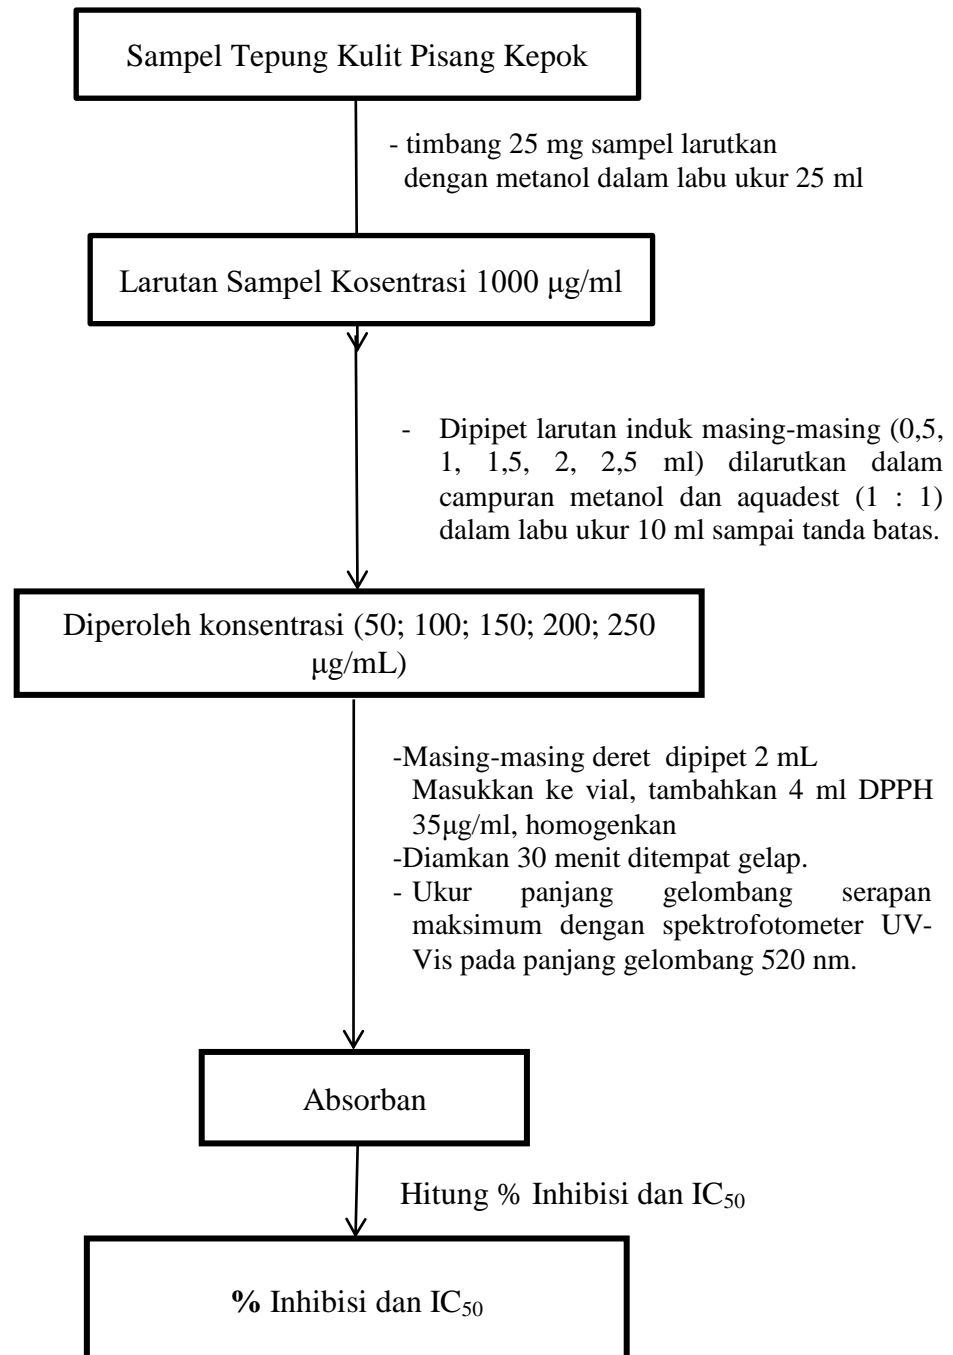 Sampel Tepung Kulit Pisang Kepok
- timbang 25 mg sampel larutkan
dengan metanol dalam labu ukur 25 ml
Larutan Sampel Kosentrasi 1000 μg/ml
- Dipipet larutan induk masing-masing (0,5,
1, 1,5, 2, 2,5 ml) dilarutkan dalam
campuran metanol dan aquadest (1 : 1)
dalam labu ukur 10 ml sampai tanda batas.
Diperoleh konsentrasi (50; 100; 150; 200; 250
μg/mL)
-Masing-masing deret dipipet 2 mL
Masukkan ke vial, tambahkan 4 ml DPPH
35μg/ml, homogenkan
-Diamkan 30 menit ditempat gelap.
- Ukur panjang gelombang serapan
maksimum dengan spektrofotometer UV-
Vis pada panjang gelombang 520 nm.
Absorban
Hitung % Inhibisi dan IC₅₀
% Inhibisi dan IC₅₀